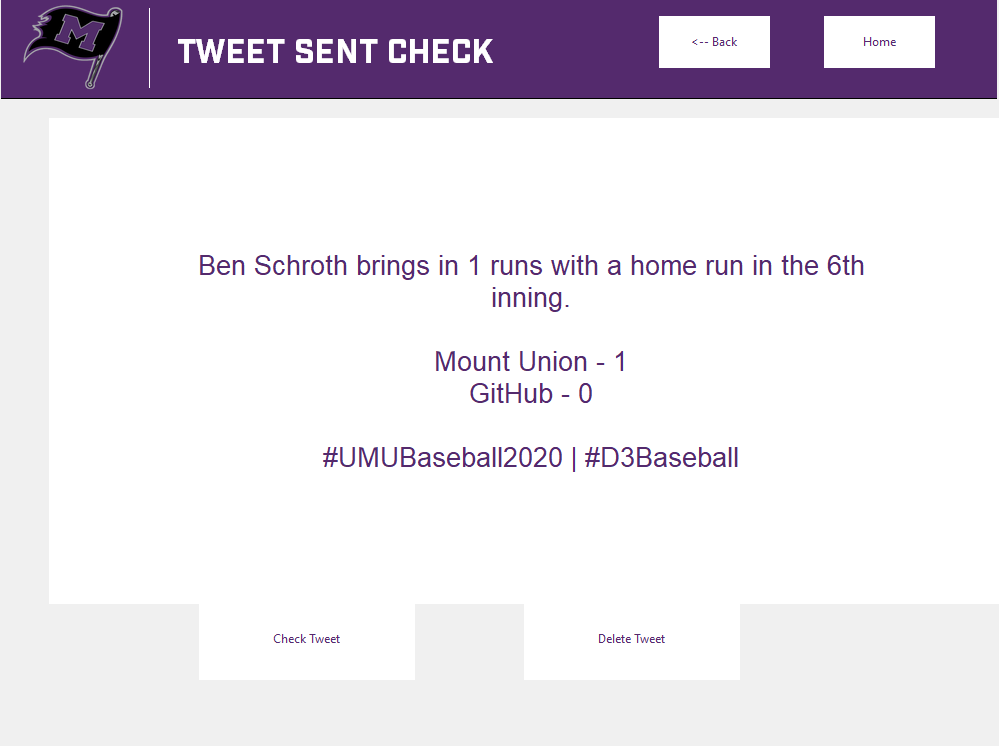 M
TWEET SENT CHECK
<-- Back
Home
Ben Schroth brings in 1 runs with a home run in the 6th
inning.
Mount Union - 1
GitHub - 0
#UMUBaseball2020 | #D3Baseball
Check Tweet
Delete Tweet